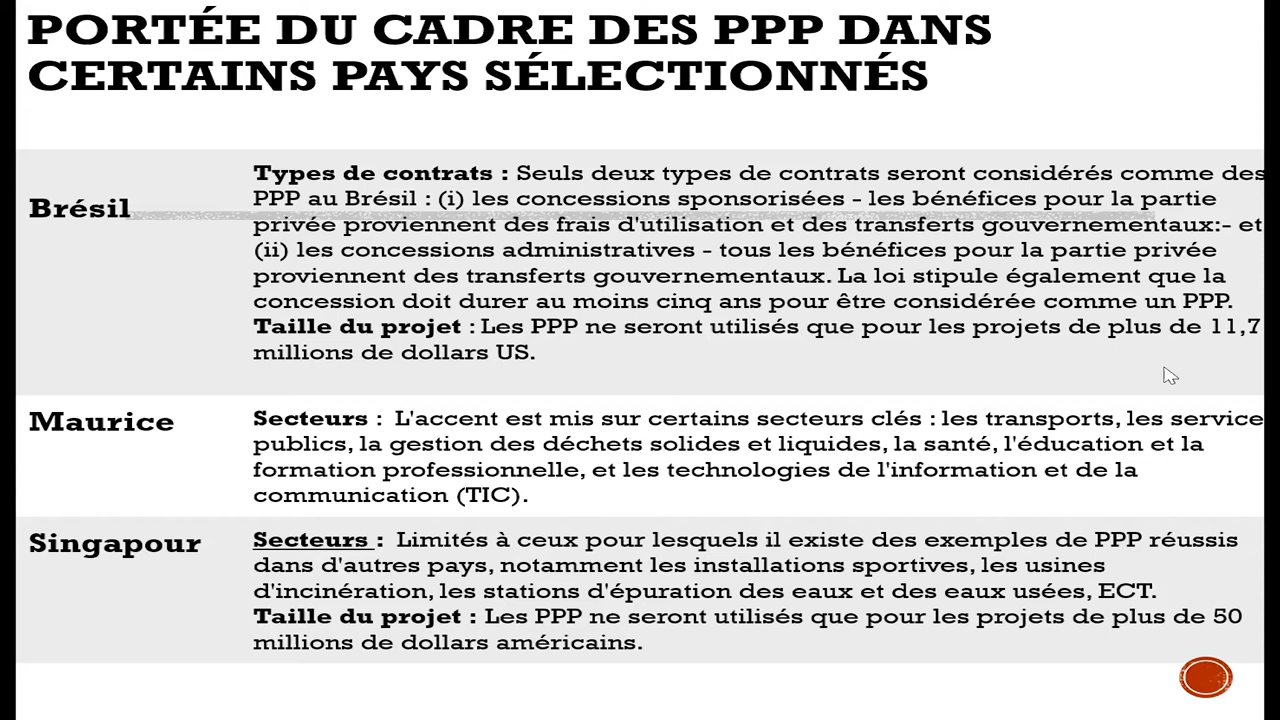 PORTÉE DU CADRE DES PPP DANS
CERTAINS PAYS SÉLECTIONNÉS
Brésil
Types de contrats : Seuls deux types de contrats seront considérés comme des
PPP au Brésil : (i) les concessions sponsorisées - les bénéfices pour la partie
privée proviennent des frais d'utilisation et des transferts gouvernementaux:- et
(ii) les concessions administratives - tous les bénéfices pour la partie privée
proviennent des transferts gouvernementaux. La loi stipule également que la
concession doit durer au moins cinq ans pour être considérée comme un PPP.
Taille du projet : Les PPP ne seront utilisés que pour les projets de plus de 11,7
millions de dollars US.
Maurice
Secteurs : L'accent est mis sur certains secteurs clés : les transports, les service
publics, la gestion des déchets solides et liquides, la santé, l'éducation et la
formation professionnelle, et les technologies de l'information et de la
communication (TIC).
Singapour
Secteurs : Limités à ceux pour lesquels il existe des exemples de PPP réussis
dans d'autres pays, notamment les installations sportives, les usines
d'incinération, les stations d'épuration des eaux et des eaux usées, ECT.
Taille du projet : Les PPP ne seront utilisés que pour les projets de plus de 50
millions de dollars américains.